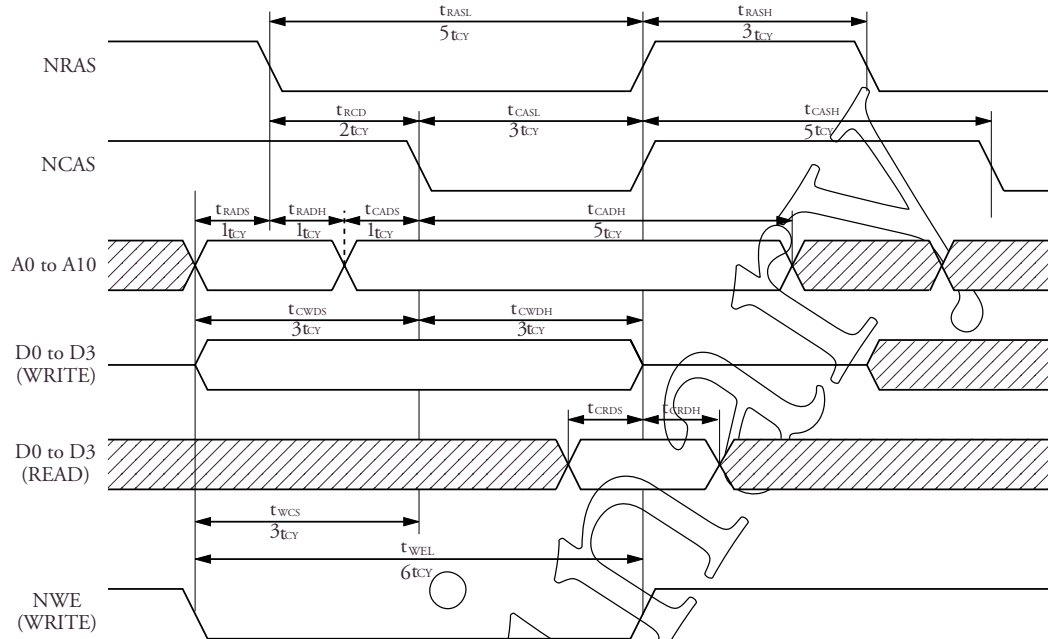 tRASL tRASH
5tCY 3tCY
NRAS
tRCD tCASL tCASH
2tCY 3tCY 5tCY
NCAS
tRADS tRADH tCADS tCADH
1tCY 1tCY 1tCY 5tCY
A0 to A10
tCWDS tCWDH
3tCY 3tCY
D0 to D3
(WRITE)
tCRDS tCRDH
D0 to D3
(READ)
tWCS
3tCY
tWEL
6tCY
NWE
(WRITE)